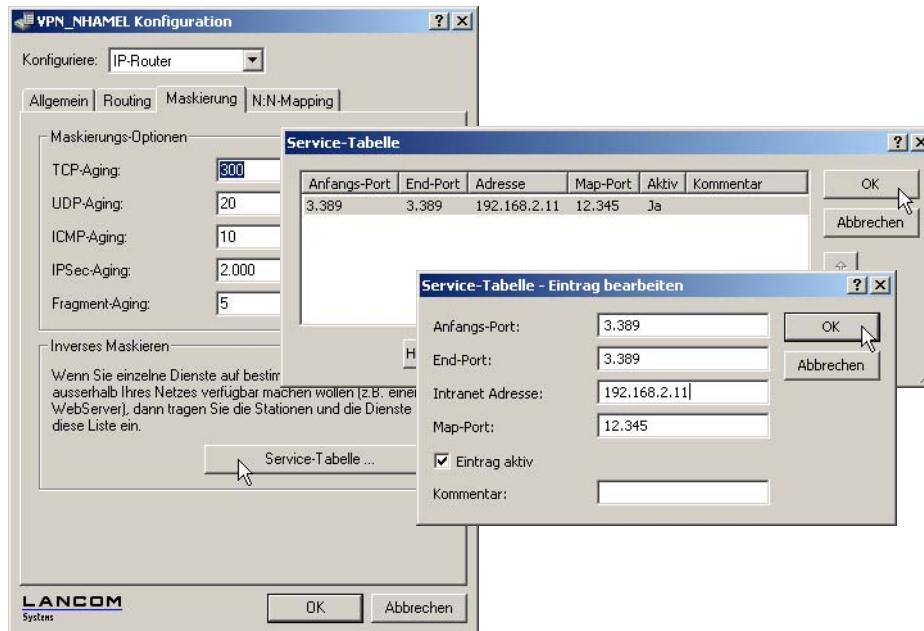 VPN_NHAMEL Konfiguration
Konfiguriere: IP-Router
Allgemein Routing Maskierung N:N-Mapping
Maskierungs-Optionen
TCP-Aging: 300
UDP-Aging: 20
ICMP-Aging: 10
IPSec-Aging: 2.000
Fragment-Aging: 5
Inverses Maskieren
Wenn Sie einzelne Dienste auf bestim
ausserhalb Ihres Netzes verfügbar machen wollen (z.B. einen
WebServer), dann tragen Sie die Stationen und die Dienste
diese Liste ein.
Service-Tabelle ...
LANCOM
Systems
OK Abbrechen
Service-Tabelle
Anfangs-Port End-Port Adresse Map-Port Aktiv Kommentar
3.389 3.389 192.168.2.11 12.345 Ja
OK
Abbrechen
H
Service-Tabelle - Eintrag bearbeiten
Anfangs-Port: 3.389
End-Port: 3.389
Intranet Adresse: 192.168.2.11
Map-Port: 12.345
Eintrag aktiv
Kommentar:
OK
Abbrechen